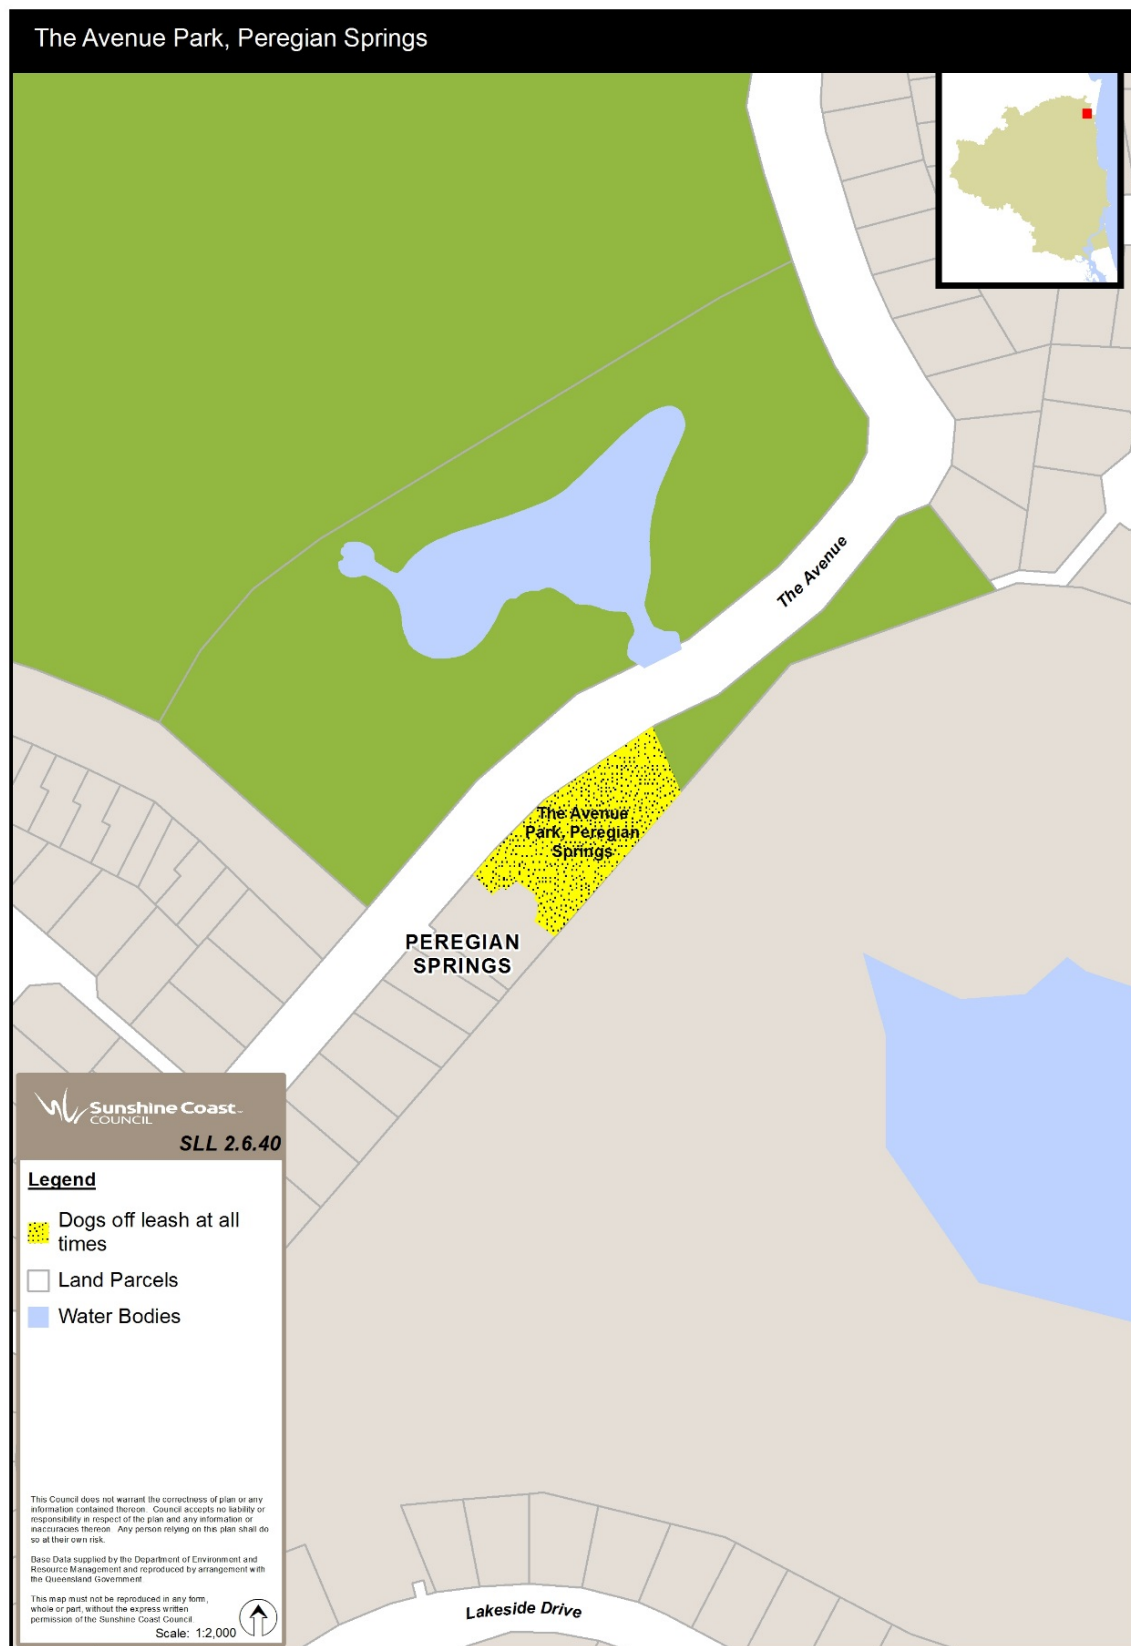 The Avenue Park, Peregian Springs
The Avenue
The Avenue
Park, Peregian
Springs
PEREGIAN
SPRINGS
Sunshine Coast
COUNCIL
SLL 2.6.40
Legend
Dogs off leash at all
times
Land Parcels
Water Bodies
This Council does not warrant the correctness of plan or any
information contained thereon. Council accepts no liability or
responsibility in respect of the plan and any information or
inaccuracies thereon. Any person relying on this plan shall do
so at their own risk.
Base Data supplied by the Department of Environment and
Resource Management and reproduced by arrangement with
the Queensland Government
This map must not be reproduced in any form,
whole or part, without the express written
permission of the Sunshine Coast Council.
Scale: 1:2,000
Lakeside Drive